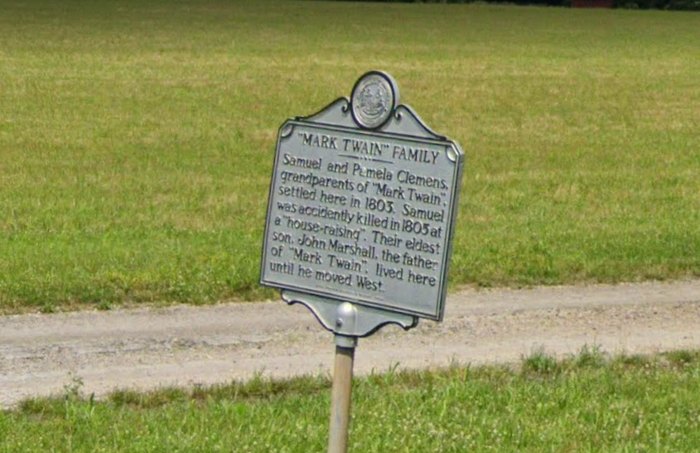 "MARK TWAIN" FAMILY
Samuel and Pamela Clemens,
grandparents of "Mark Twain",
settled here in 1803. Samuel
was accidently killed in 1805 at
a "house-raising". Their eldest
son, John Marshall, the father
of "Mark Twain", lived here
until he moved West.